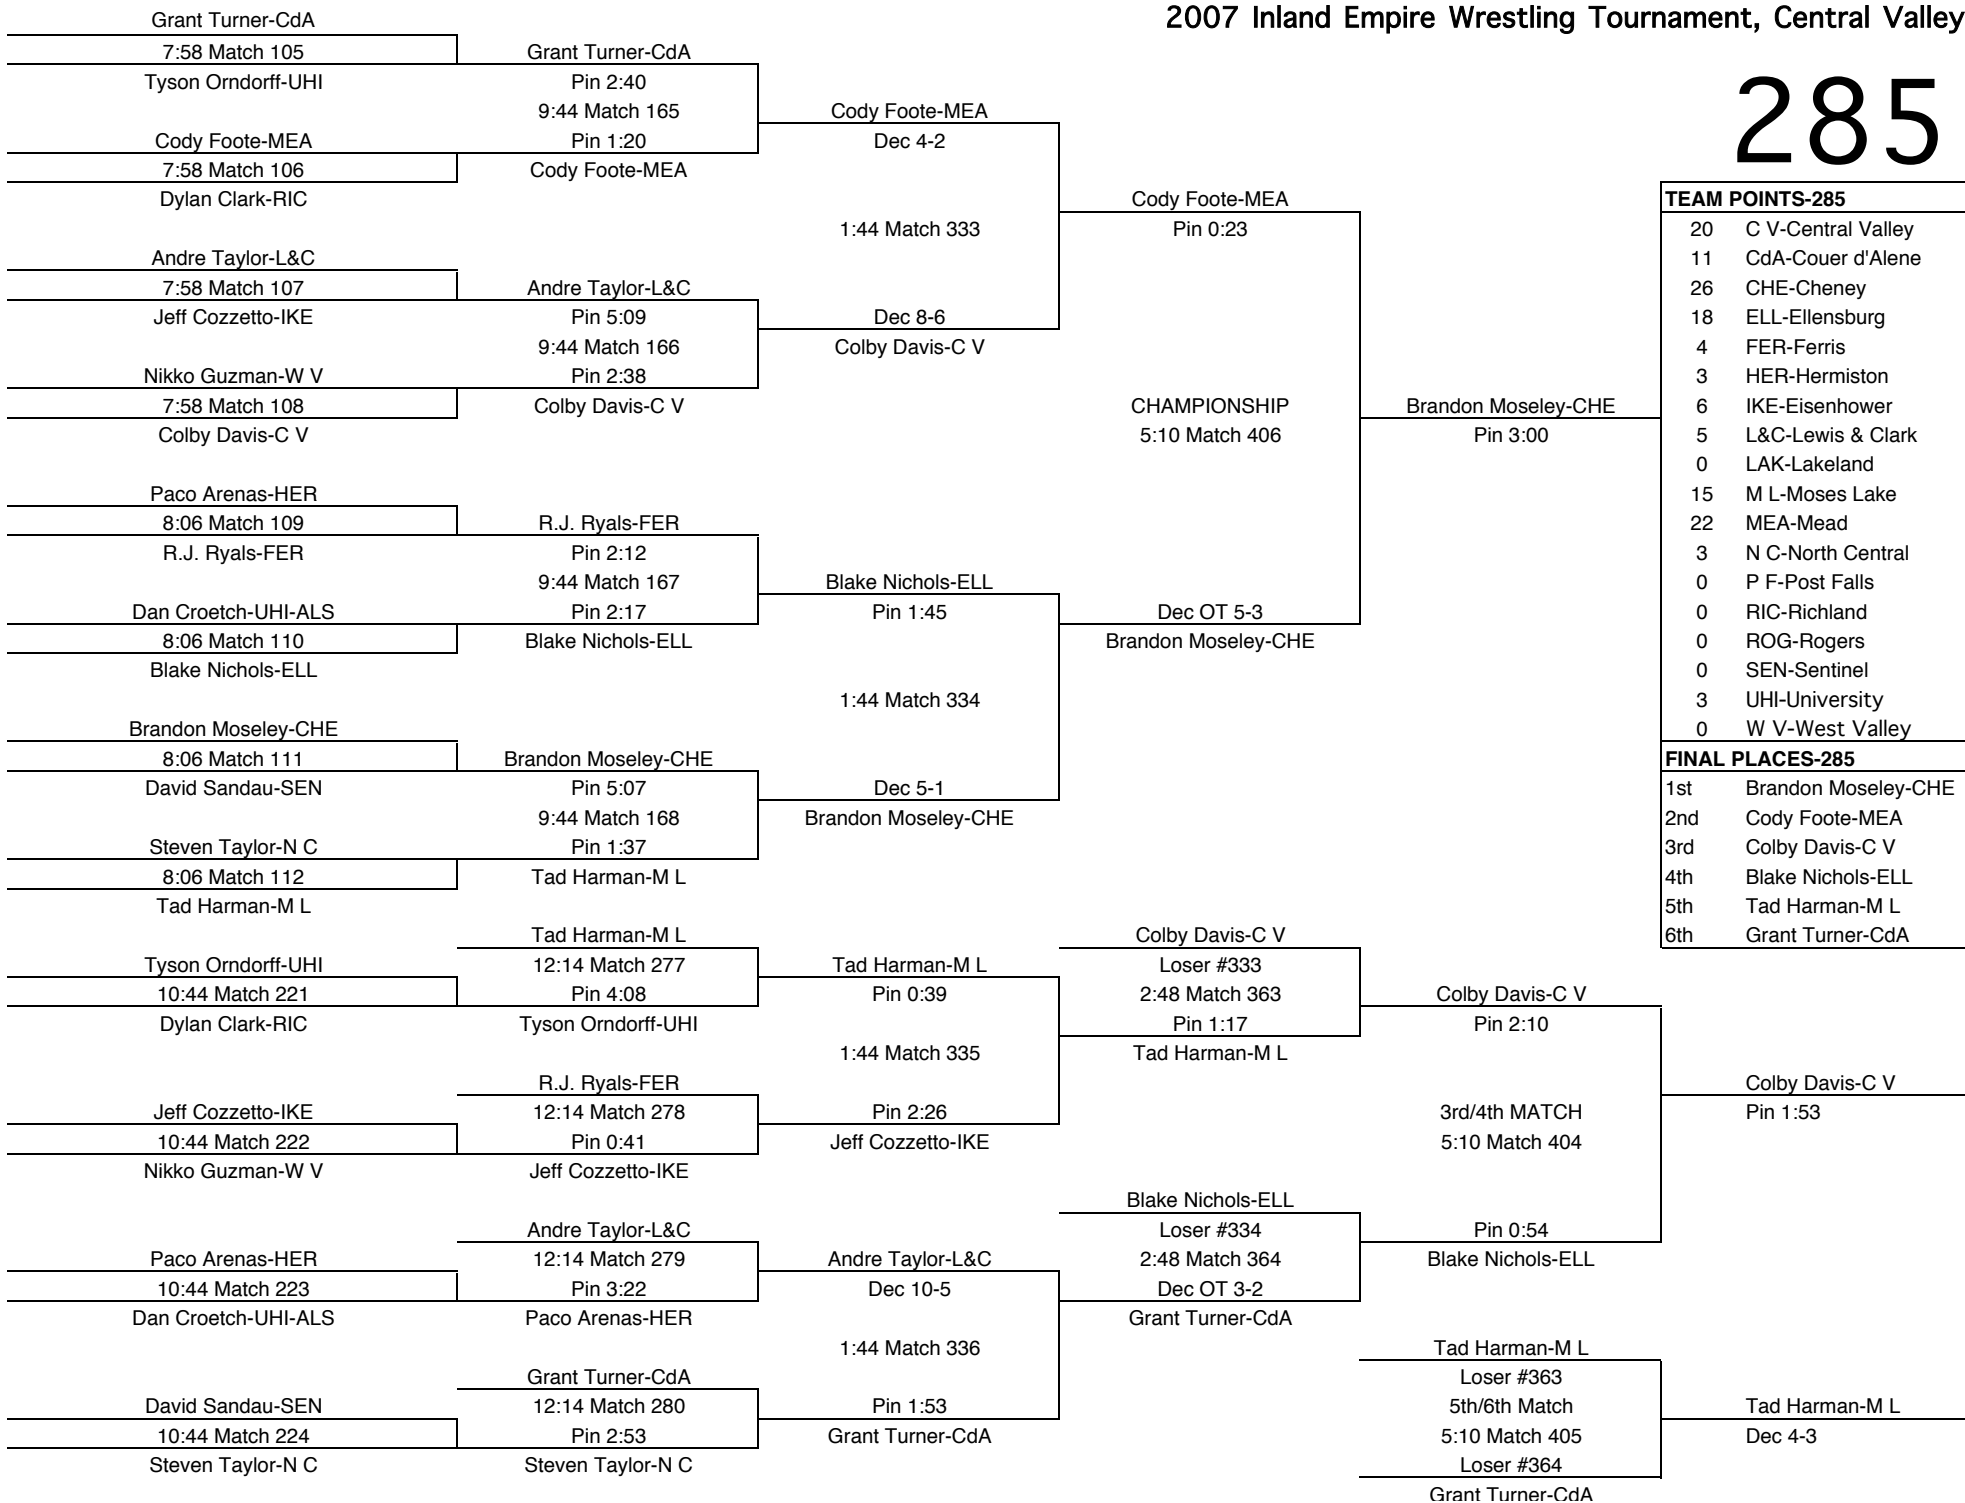 2007 Inland Empire Wrestling Tournament, Central Valley
285
Grant Turner-CdA
7:58 Match 105
Tyson Orndorff-UHI
Cody Foote-MEA
7:58 Match 106
Dylan Clark-RIC
Andre Taylor-L&C
7:58 Match 107
Jeff Cozzetto-IKE
Nikko Guzman-W V
7:58 Match 108
Colby Davis-C V
Paco Arenas-HER
8:06 Match 109
R.J. Ryals-FER
Dan Croetch-UHI-ALS
8:06 Match 110
Blake Nichols-ELL
Brandon Moseley-CHE
8:06 Match 111
David Sandau-SEN
Steven Taylor-N C
8:06 Match 112
Tad Harman-M L
Grant Turner-CdA
Pin 2:40
9:44 Match 165
Pin 1:20
Cody Foote-MEA
Andre Taylor-L&C
Pin 5:09
9:44 Match 166
Pin 2:38
Colby Davis-C V
R.J. Ryals-FER
Pin 2:12
9:44 Match 167
Pin 2:17
Blake Nichols-ELL
Brandon Moseley-CHE
Pin 5:07
9:44 Match 168
Pin 1:37
Tad Harman-M L
Cody Foote-MEA
Dec 4-2
1:44 Match 333
Dec 8-6
Colby Davis-C V
Blake Nichols-ELL
Pin 1:45
1:44 Match 334
Dec 5-1
Brandon Moseley-CHE
Cody Foote-MEA
Pin 0:23
CHAMPIONSHIP
5:10 Match 406
Dec OT 5-3
Brandon Moseley-CHE
Brandon Moseley-CHE
Pin 3:00
TEAM POINTS-285
20 C V-Central Valley
11 CdA-Couer d'Alene
26 CHE-Cheney
18 ELL-Ellensburg
4 FER-Ferris
3 HER-Hermiston
6 IKE-Eisenhower
5 L&C-Lewis & Clark
0 LAK-Lakeland
15 M L-Moses Lake
22 MEA-Mead
3 N C-North Central
0 P F-Post Falls
0 RIC-Richland
0 ROG-Rogers
0 SEN-Sentinel
3 UHI-University
0 W V-West Valley
FINAL PLACES-285
1st Brandon Moseley-CHE
2nd Cody Foote-MEA
3rd Colby Davis-C V
4th Blake Nichols-ELL
5th Tad Harman-M L
6th Grant Turner-CdA
Tyson Orndorff-UHI
10:44 Match 221
Dylan Clark-RIC
Jeff Cozzetto-IKE
10:44 Match 222
Nikko Guzman-W V
Paco Arenas-HER
10:44 Match 223
Dan Croetch-UHI-ALS
David Sandau-SEN
10:44 Match 224
Steven Taylor-N C
Tad Harman-M L
12:14 Match 277
Pin 4:08
Tyson Orndorff-UHI
R.J. Ryals-FER
12:14 Match 278
Pin 0:41
Jeff Cozzetto-IKE
Andre Taylor-L&C
12:14 Match 279
Pin 3:22
Paco Arenas-HER
Grant Turner-CdA
12:14 Match 280
Pin 2:53
Steven Taylor-N C
Tad Harman-M L
Pin 0:39
1:44 Match 335
Pin 2:26
Jeff Cozzetto-IKE
Andre Taylor-L&C
Dec 10-5
1:44 Match 336
Pin 1:53
Grant Turner-CdA
Colby Davis-C V
Loser #333
2:48 Match 363
Pin 1:17
Tad Harman-M L
Blake Nichols-ELL
Loser #334
2:48 Match 364
Dec OT 3-2
Grant Turner-CdA
Colby Davis-C V
Pin 2:10
3rd/4th MATCH
5:10 Match 404
Pin 0:54
Blake Nichols-ELL
Colby Davis-C V
Pin 1:53
Tad Harman-M L
Loser #363
5th/6th Match
5:10 Match 405
Loser #364
Grant Turner-CdA
Tad Harman-M L
Dec 4-3